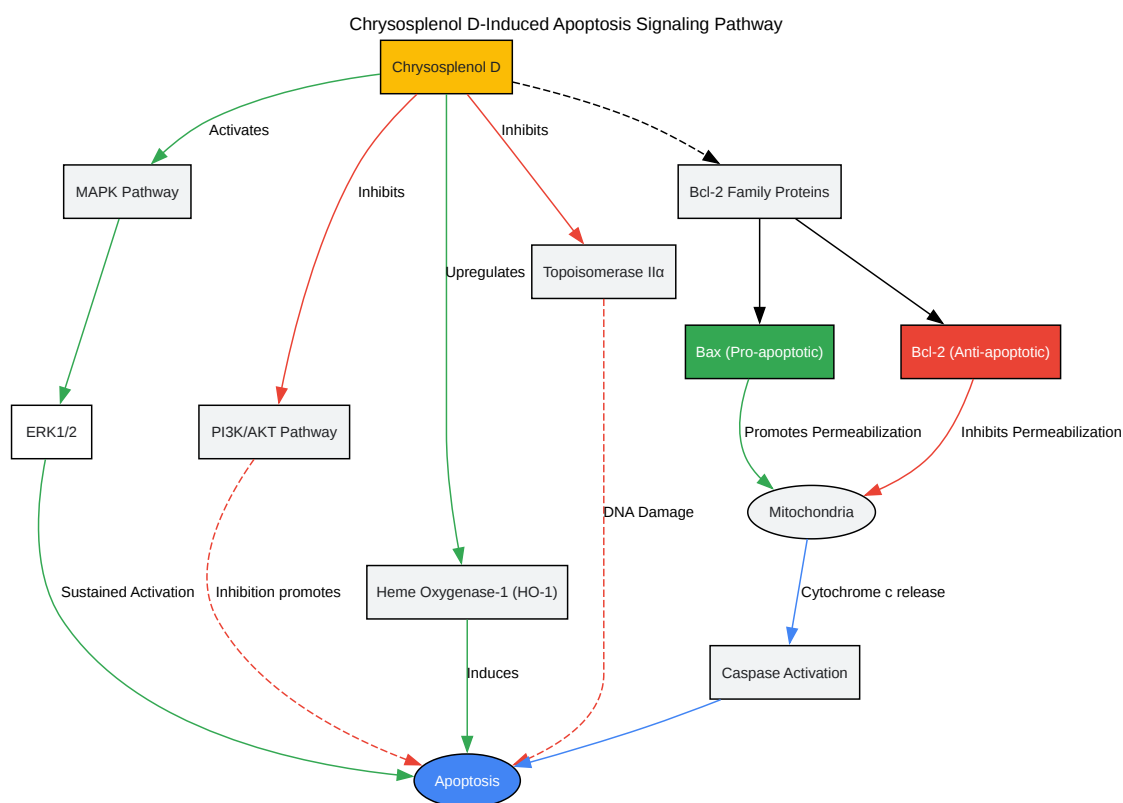 Chrysosplenol D-Induced Apoptosis Signaling Pathway
Chrysosplenol D
Activates
Inhibits
MAPK Pathway
Inhibits
Bcl-2 Family Proteins
Upregulates
Topoisomerase IIα
Bax (Pro-apoptotic)
Bcl-2 (Anti-apoptotic)
ERK1/2
PI3K/AKT Pathway
Promotes Permeabilization
Inhibits Permeabilization
DNA Damage
Mitochondria
Sustained Activation
Inhibition promotes
Heme Oxygenase-1 (HO-1)
Cytochrome c release
Induces
Caspase Activation
Apoptosis